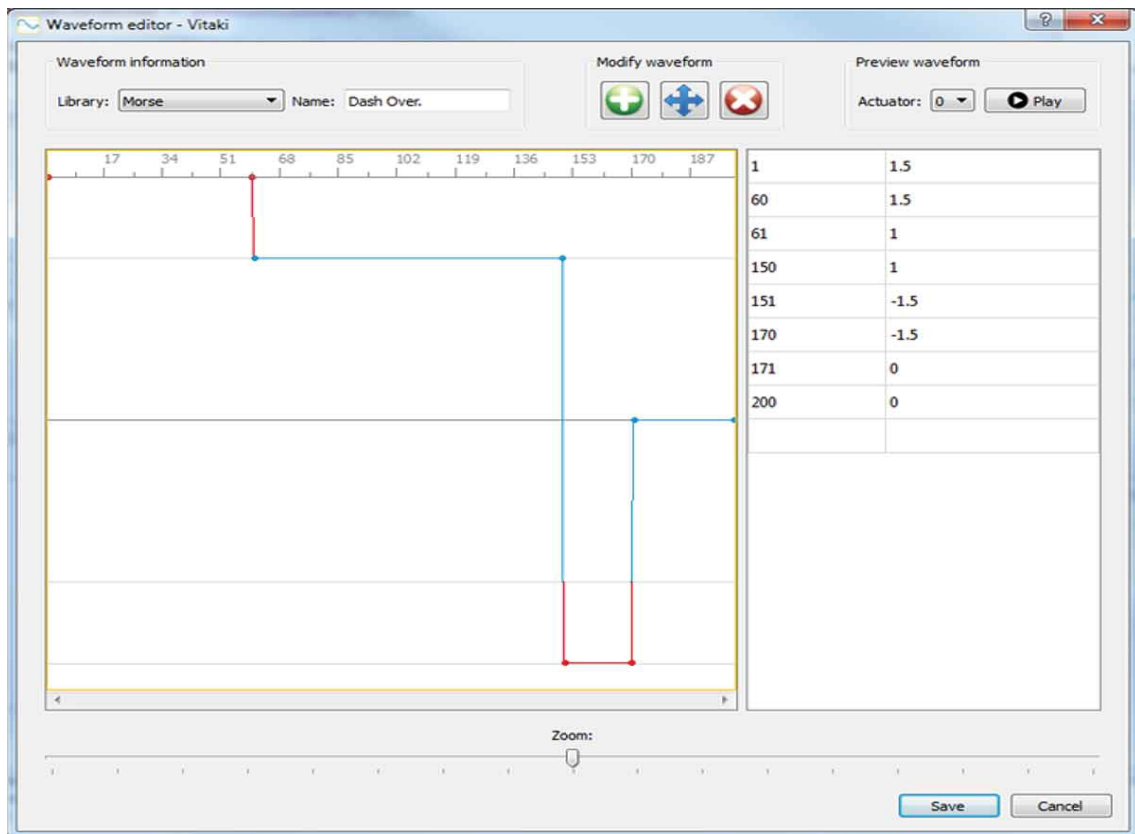 Waveform editor - Vitaki
?
Waveform information
Library: Morse Name: Dash Over.
Modify waveform
Preview waveform
Actuator: 0 Play
17 34 51 68 85 102 119 136 153 170 187
1 1.5
60 1.5
61 1
150 1
151 -1.5
170 -1.5
171 0
200 0
Zoom:
Save Cancel